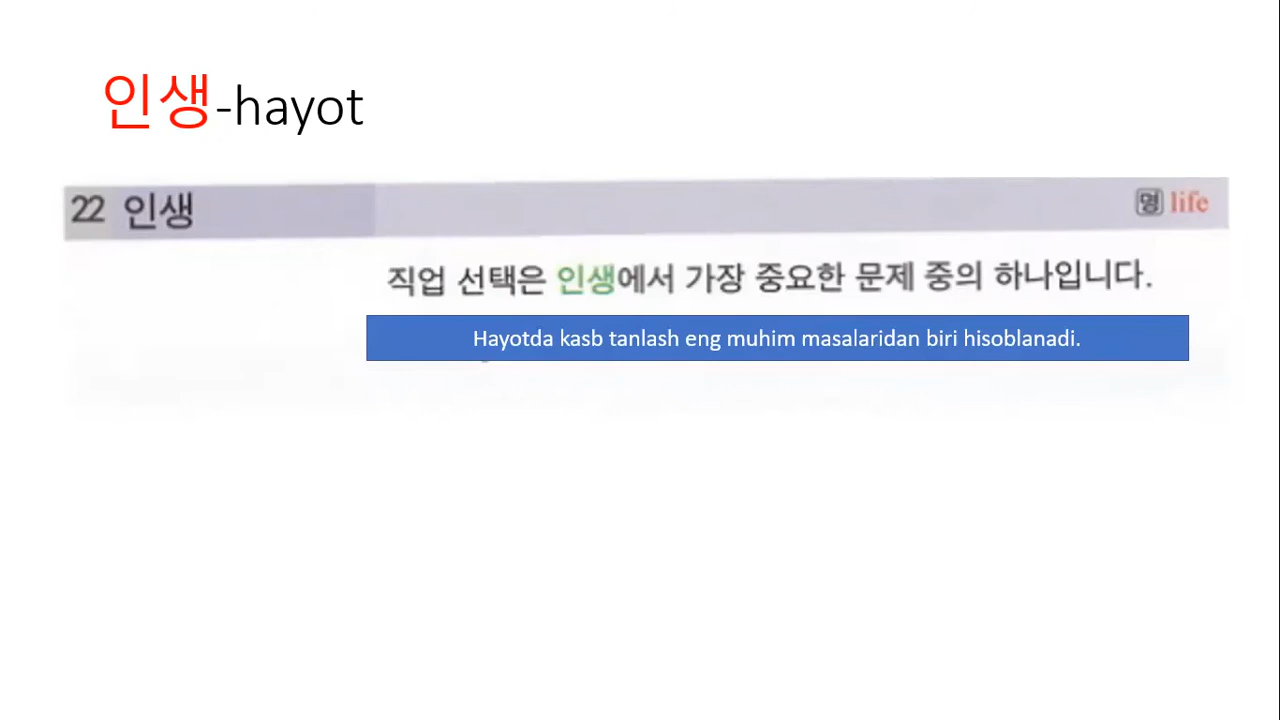 인생-hayot
22 인생 명 life
직업 선택은 인생에서 가장 중요한 문제 중의 하나입니다.
Hayotda kasb tanlash eng muhim masalaridan biri hisoblanadi.